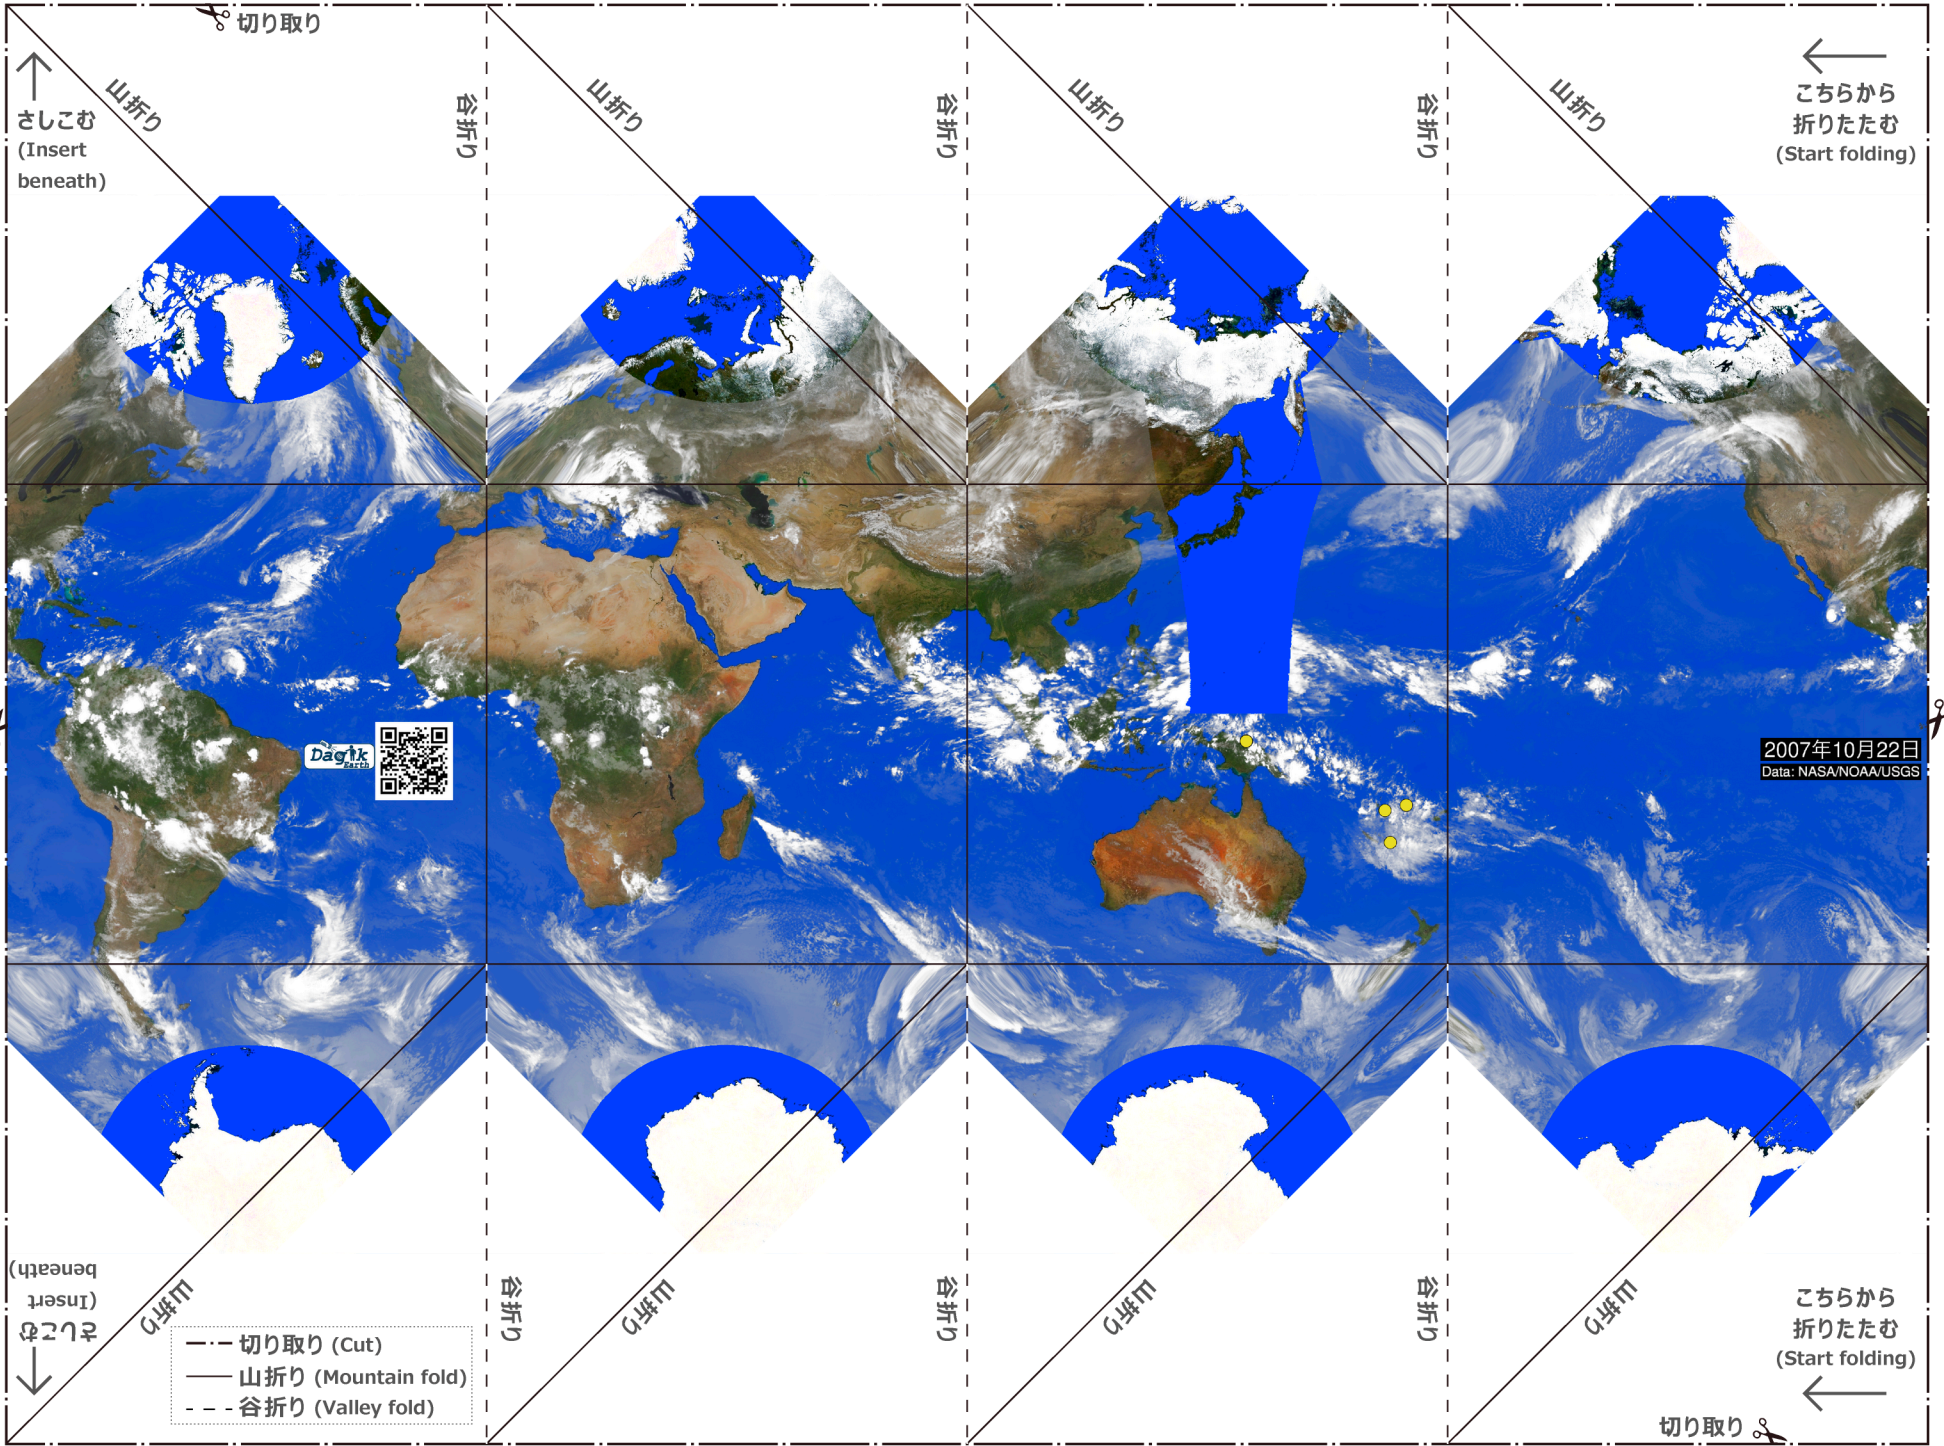 切り取り
山折り
谷折り
山折り
谷折り
山折り
谷折り
山折り
さしこむ
(Insert
beneath)
こちらから
折りたたむ
(Start folding)
Dagik
Earth
2007年10月22日
Data: NASA/NOAA/USGS
さしこむ
(Insert
beneath)
山折り
谷折り
山折り
谷折り
山折り
谷折り
山折り
こちらから
折りたたむ
(Start folding)
切り取り (Cut)
山折り (Mountain fold)
谷折り (Valley fold)
切り取り